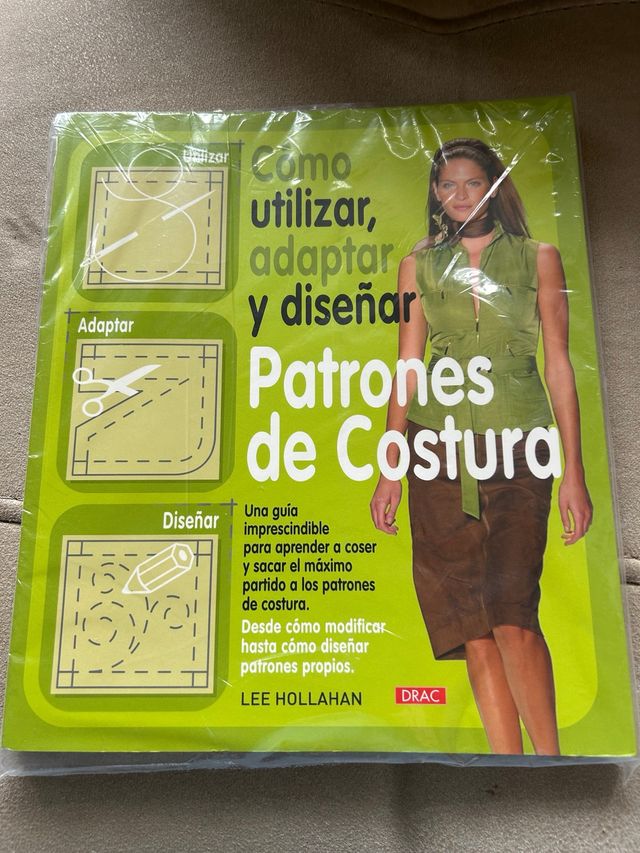 Utilizar
Cómo
utilizar,
adaptar
y diseñar
Adaptar
Patrones
de Costura
Diseñar
Una guía
imprescindible
para aprender a coser
y sacar el máximo
partido a los patrones
de costura.
Desde cómo modificar
hasta cómo diseñar
patrones propios.
LEE HOLLAHAN
DRAC